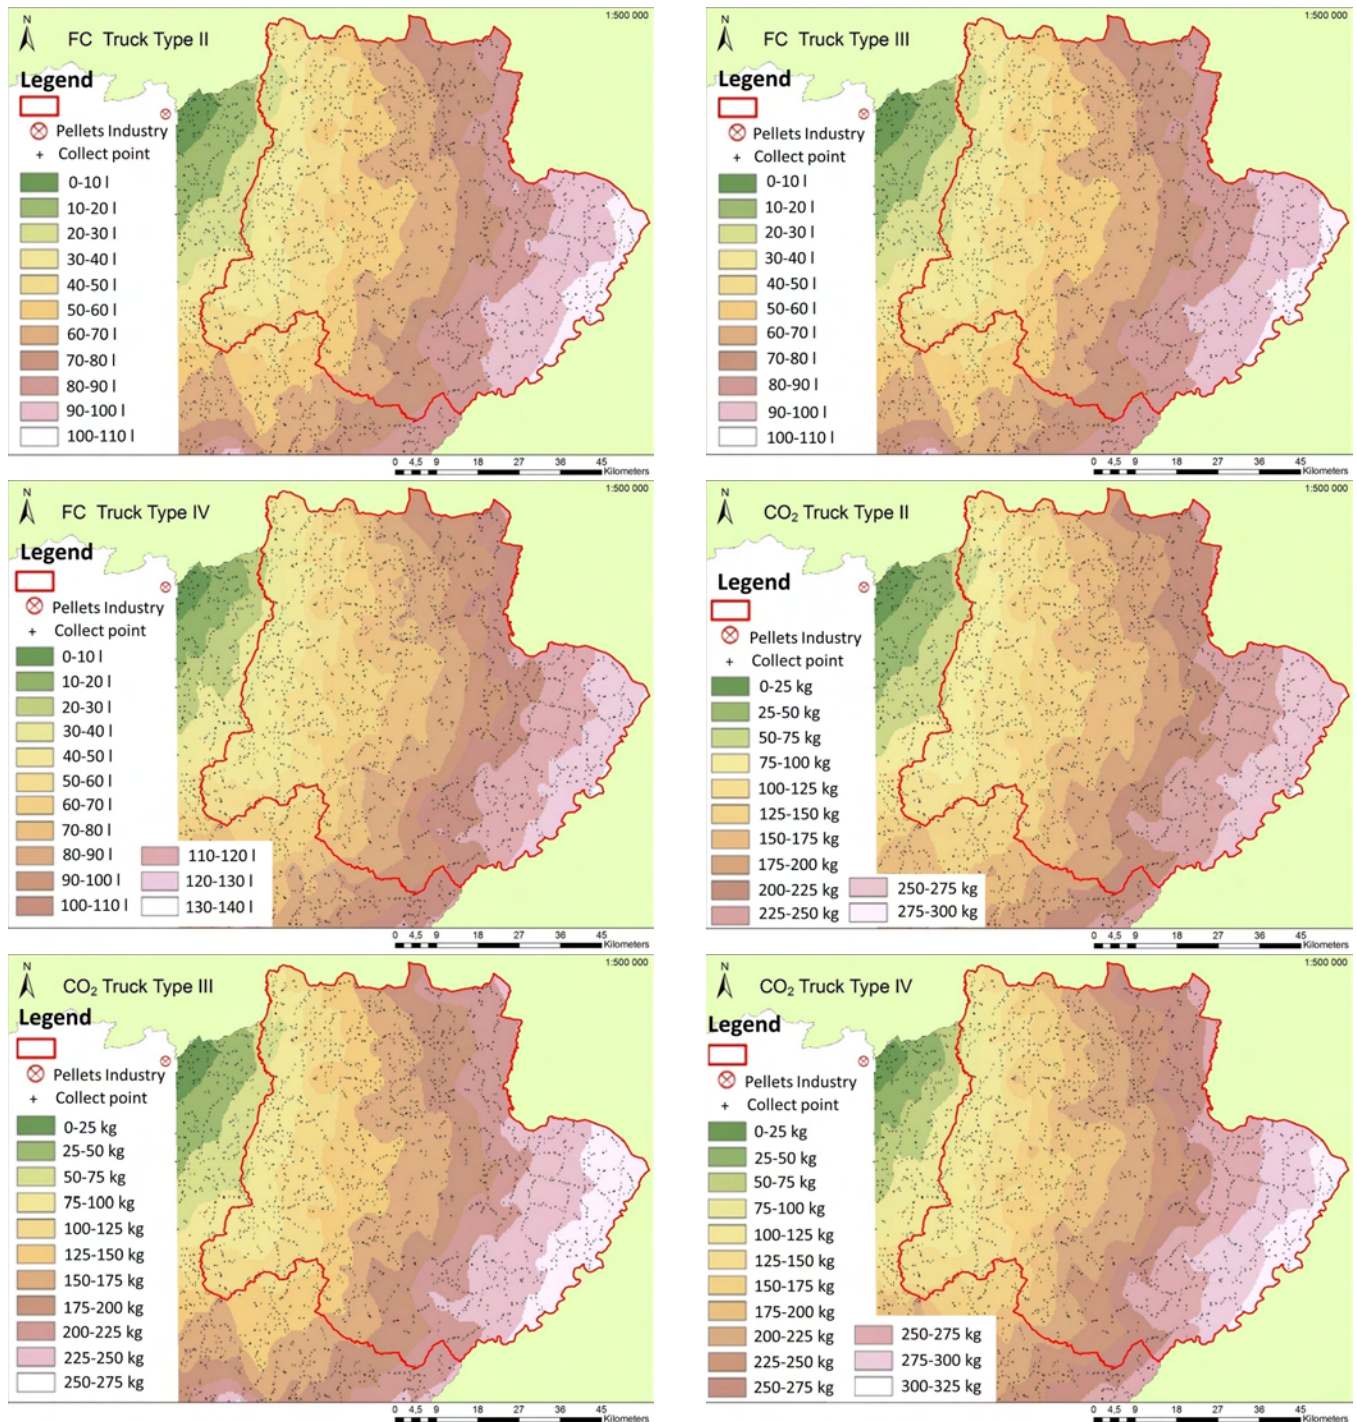 N
FC Truck Type II
1:500 000
Legend
Pellets Industry
Collect point
0-10 l
10-20 l
20-30 l
30-40 l
40-50 l
50-60 l
60-70 l
70-80 l
80-90 l
90-100 l
100-110 l
0 4,5 9 18 27 36 45
Kilometers
N
FC Truck Type III
1:500 000
Legend
Pellets Industry
Collect point
0-10 l
10-20 l
20-30 l
30-40 l
40-50 l
50-60 l
60-70 l
70-80 l
80-90 l
90-100 l
100-110 l
0 4,5 9 18 27 36 45
Kilometers
N
FC Truck Type IV
1:500 000
Legend
Pellets Industry
Collect point
0-10 l
10-20 l
20-30 l
30-40 l
40-50 l
50-60 l
60-70 l
70-80 l
80-90 l
90-100 l
100-110 l
110-120 l
120-130 l
130-140 l
0 4,5 9 18 27 36 45
Kilometers
N
CO₂ Truck Type II
1:500 000
Legend
Pellets Industry
Collect point
0-25 kg
25-50 kg
50-75 kg
75-100 kg
100-125 kg
125-150 kg
150-175 kg
175-200 kg
200-225 kg
225-250 kg
250-275 kg
275-300 kg
0 4,5 9 18 27 36 45
Kilometers
N
CO₂ Truck Type III
1:500 000
Legend
Pellets Industry
Collect point
0-25 kg
25-50 kg
50-75 kg
75-100 kg
100-125 kg
125-150 kg
150-175 kg
175-200 kg
200-225 kg
225-250 kg
250-275 kg
0 4,5 9 18 27 36 45
Kilometers
N
CO₂ Truck Type IV
1:500 000
Legend
Pellets Industry
Collect point
0-25 kg
25-50 kg
50-75 kg
75-100 kg
100-125 kg
125-150 kg
150-175 kg
175-200 kg
200-225 kg
225-250 kg
250-275 kg
250-275 kg
275-300 kg
300-325 kg
0 4,5 9 18 27 36 45
Kilometers